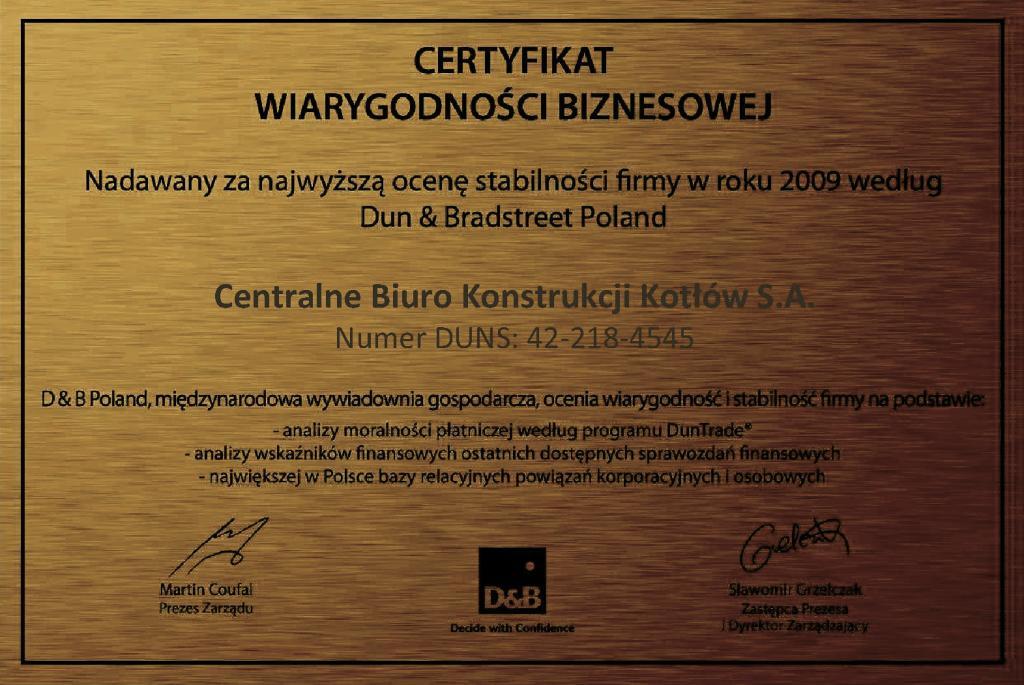 CERTYFIKAT
WIARYGODNOŚCI BIZNESOWEJ
Nadawany za najwyższą ocenę stabilności firmy w roku 2009 według
Dun & Bradstreet Poland
Centralne Biuro Konstrukcji Kotłów S.A.
Numer DUNS: 42-218-4545
D & B Poland, międzynarodowa wywiadownia gospodarcza, ocenia wiarygodność i stabilność firmy na podstawie:
- analizy moralności płatniczej według programu DunTrade®
- analizy wskaźników finansowych ostatnich dostępnych sprawozdań finansowych
- największej w Polsce bazy relacyjnych powiązań korporacyjnych i osobowych
Martin Coufal
Prezes Zarządu
D&B
Decide with Confidence
Sławomir Grzelczak
Zastępca Prezesa
i Dyrektor Zarządzający